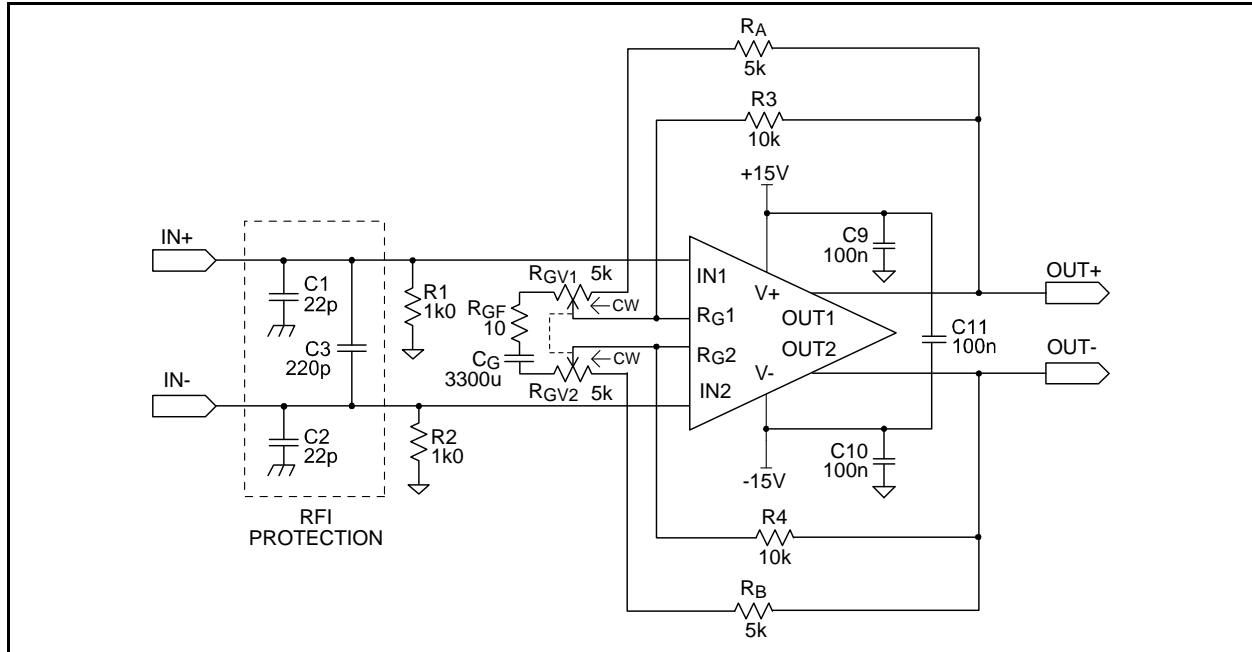 RA
5k
R3
10k
+15V
C9
100n
IN+
C1
22p
R1
1k0
C3
220p
RGV1 5k
CW
RGF
10
CG
3300u
CW
RGV2 5k
IN1
V+
RG1
OUT1
RG2
OUT2
V-
IN2
OUT+
C11
100n
OUT-
IN-
C2
22p
R2
1k0
C10
100n
-15V
RFI
PROTECTION
R4
10k
RB
5k